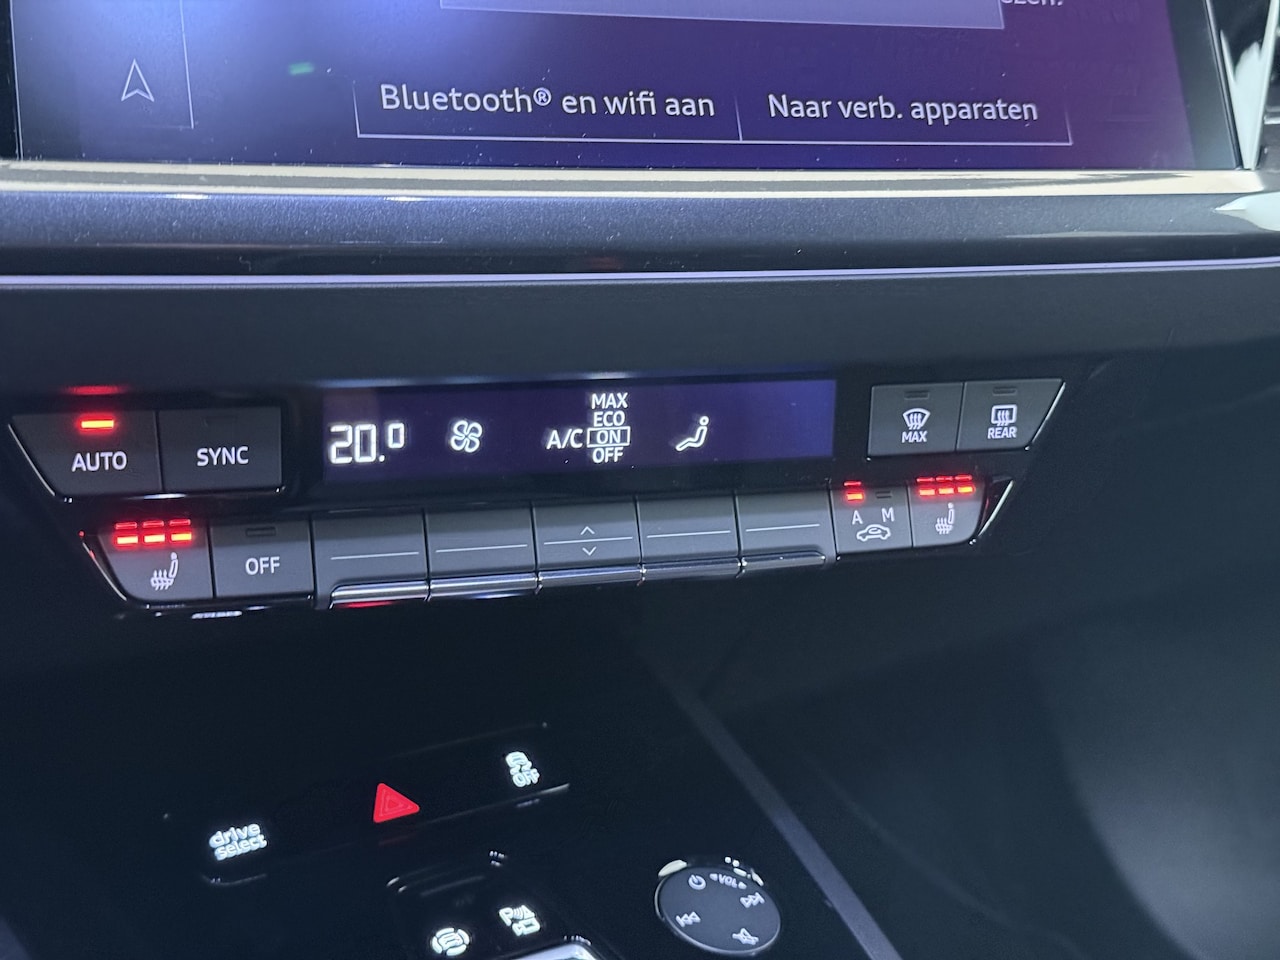 Bluetooth® en wifi aan
Naar verb. apparaten
AUTO
SYNC
20.0
A/C
MAX
ECO
ON
OFF
MAX
REAR
OFF
A M
OFF
drive
select
VOL